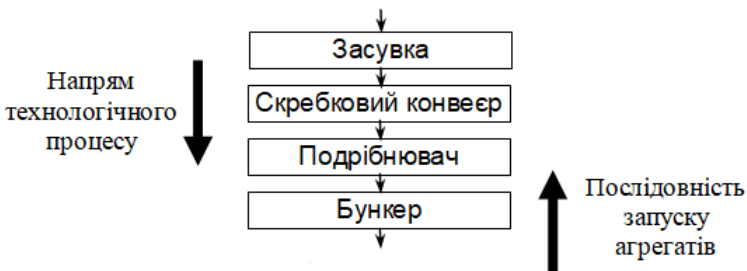 Засувка
Напрям
технологічного
процесу
Скребковий конвеєр
Подрібнювач
Бункер
Послідовність
запуску
агрегатів